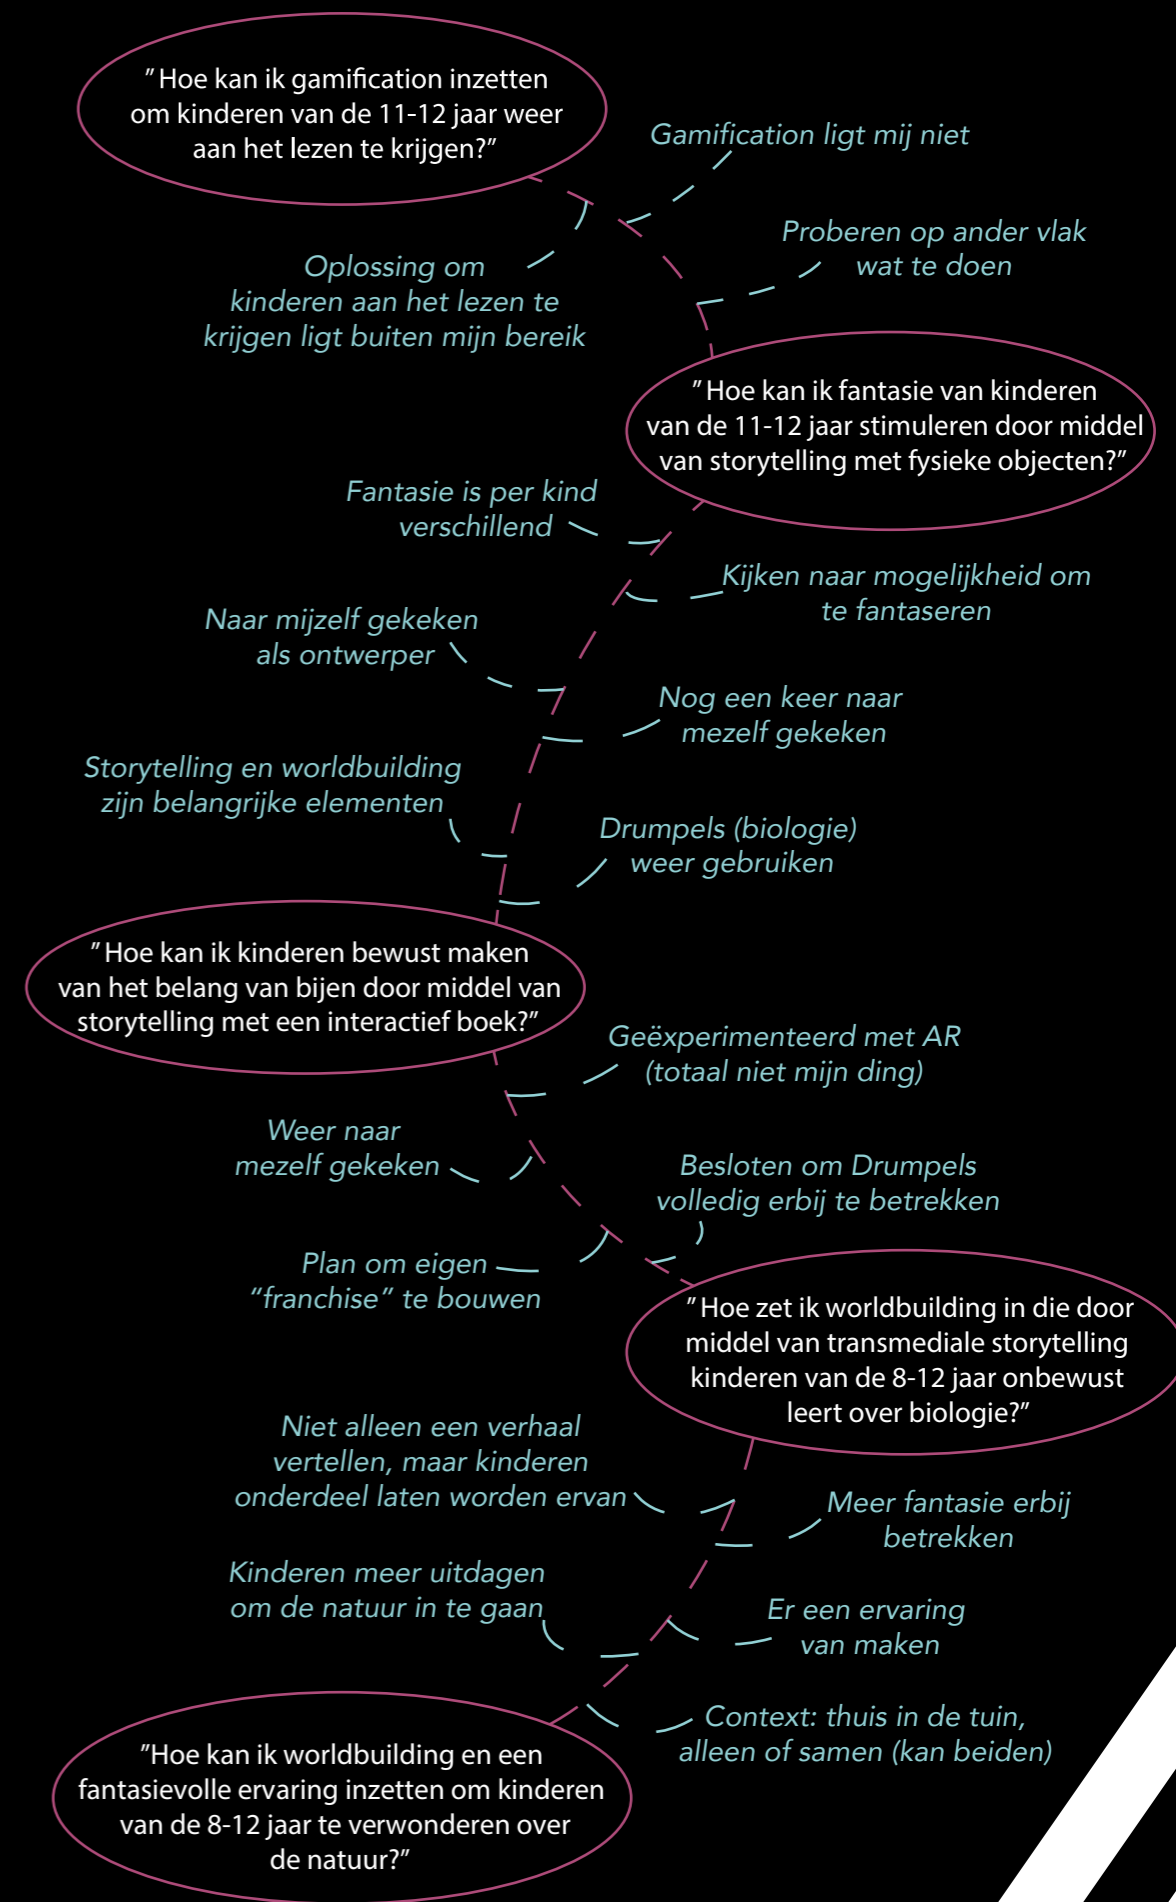 "Hoe kan ik gamification inzetten
om kinderen van de 11-12 jaar weer
aan het lezen te krijgen?"
Gamification ligt mij niet
Oplossing om
kinderen aan het lezen te
krijgen ligt buiten mijn bereik
Proberen op ander vlak
wat te doen
"Hoe kan ik fantasie van kinderen
van de 11-12 jaar stimuleren door middel
van storytelling met fysieke objecten?"
Fantasie is per kind
verschillend
Kijken naar mogelijkheid om
te fantaseren
Naar mijzelf gekeken
als ontwerper
Nog een keer naar
mezelf gekeken
Storytelling en worldbuilding
zijn belangrijke elementen
Drumpels (biologie)
weer gebruiken
"Hoe kan ik kinderen bewust maken
van het belang van bijen door middel van
storytelling met een interactief boek?"
Geëxperimenteerd met AR
(totaal niet mijn ding)
Weer naar
mezelf gekeken
Besloten om Drumpels
volledig erbij te betrekken
Plan om eigen
“franchise” te bouwen
"Hoe zet ik worldbuilding in die door
middel van transmediale storytelling
kinderen van de 8-12 jaar onbewust
leert over biologie?"
Niet alleen een verhaal
vertellen, maar kinderen
onderdeel laten worden ervan
Meer fantasie erbij
betrekken
Kinderen meer uitdagen
om de natuur in te gaan
Er een ervaring
van maken
Context: thuis in de tuin,
alleen of samen (kan beiden)
"Hoe kan ik worldbuilding en een
fantasievolle ervaring inzetten om kinderen
van de 8-12 jaar te verwonderen over
de natuur?"